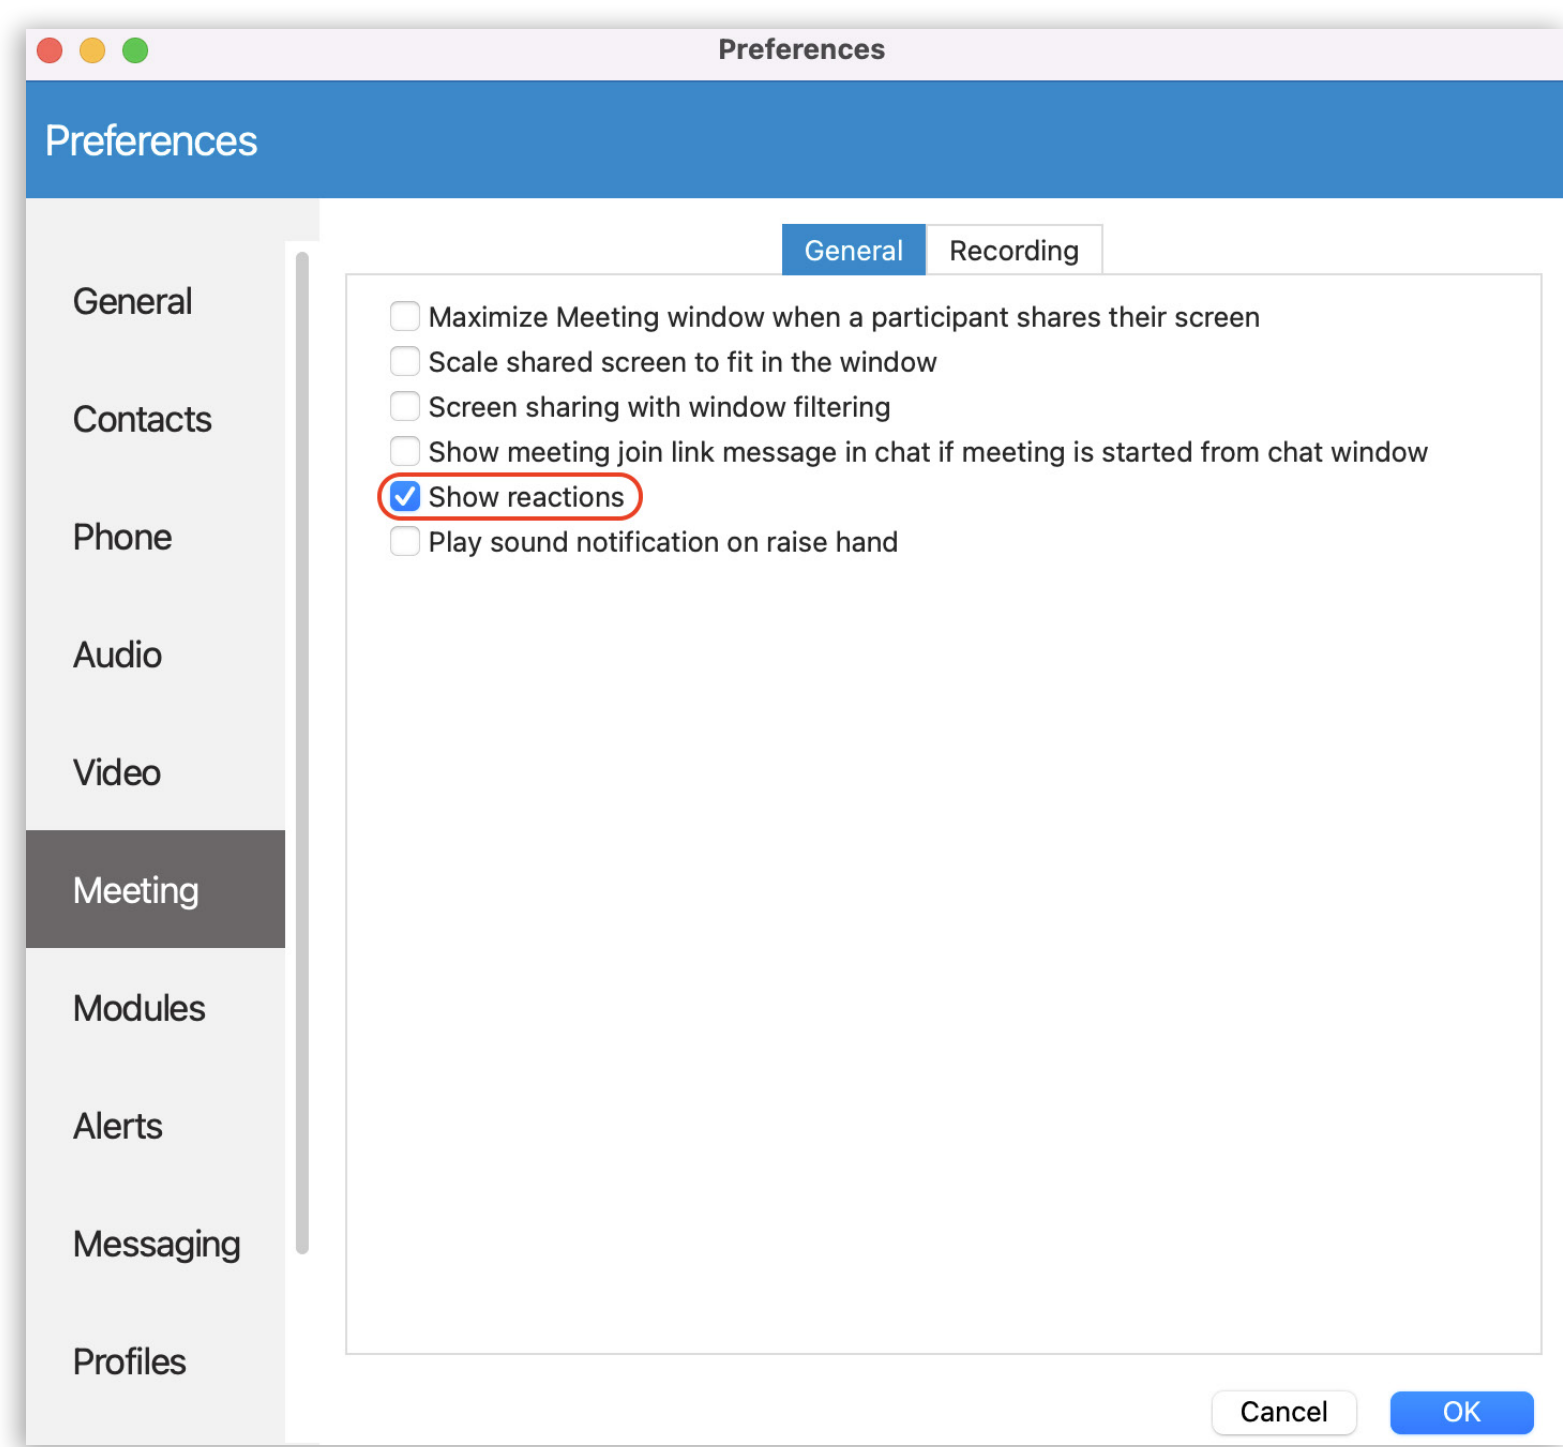 Preferences
Preferences
General
Contacts
Phone
Audio
Video
Meeting
Modules
Alerts
Messaging
Profiles
General Recording
Maximize Meeting window when a participant shares their screen
Scale shared screen to fit in the window
Screen sharing with window filtering
Show meeting join link message in chat if meeting is started from chat window
Show reactions
Play sound notification on raise hand
Cancel OK